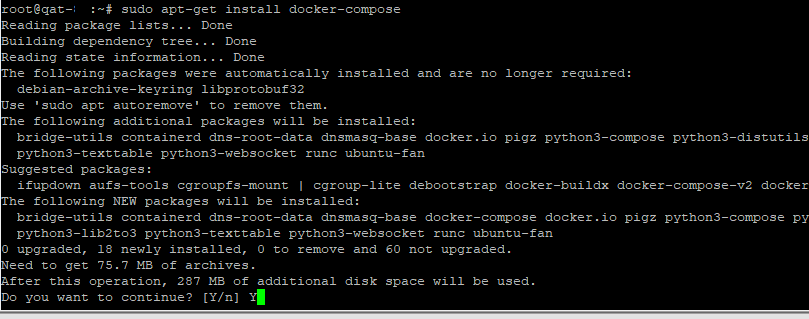 root@qat- :~# sudo apt-get install docker-compose
Reading package lists... Done
Building dependency tree... Done
Reading state information... Done
The following packages were automatically installed and are no longer required:
  debian-archive-keyring libprotobuf32
Use 'sudo apt autoremove' to remove them.
The following additional packages will be installed:
  bridge-utils containerd dns-root-data dnsmasq-base docker.io pigz python3-compose python3-distutils
  python3-texttable python3-websocket runc ubuntu-fan
Suggested packages:
  ifupdown aufs-tools cgroupfs-mount | cgroup-lite debootstrap docker-buildx docker-compose-v2 docker
The following NEW packages will be installed:
  bridge-utils containerd dns-root-data dnsmasq-base docker-compose docker.io pigz python3-compose py
  python3-lib2to3 python3-texttable python3-websocket runc ubuntu-fan
0 upgraded, 18 newly installed, 0 to remove and 60 not upgraded.
Need to get 75.7 MB of archives.
After this operation, 287 MB of additional disk space will be used.
Do you want to continue? [Y/n] Y